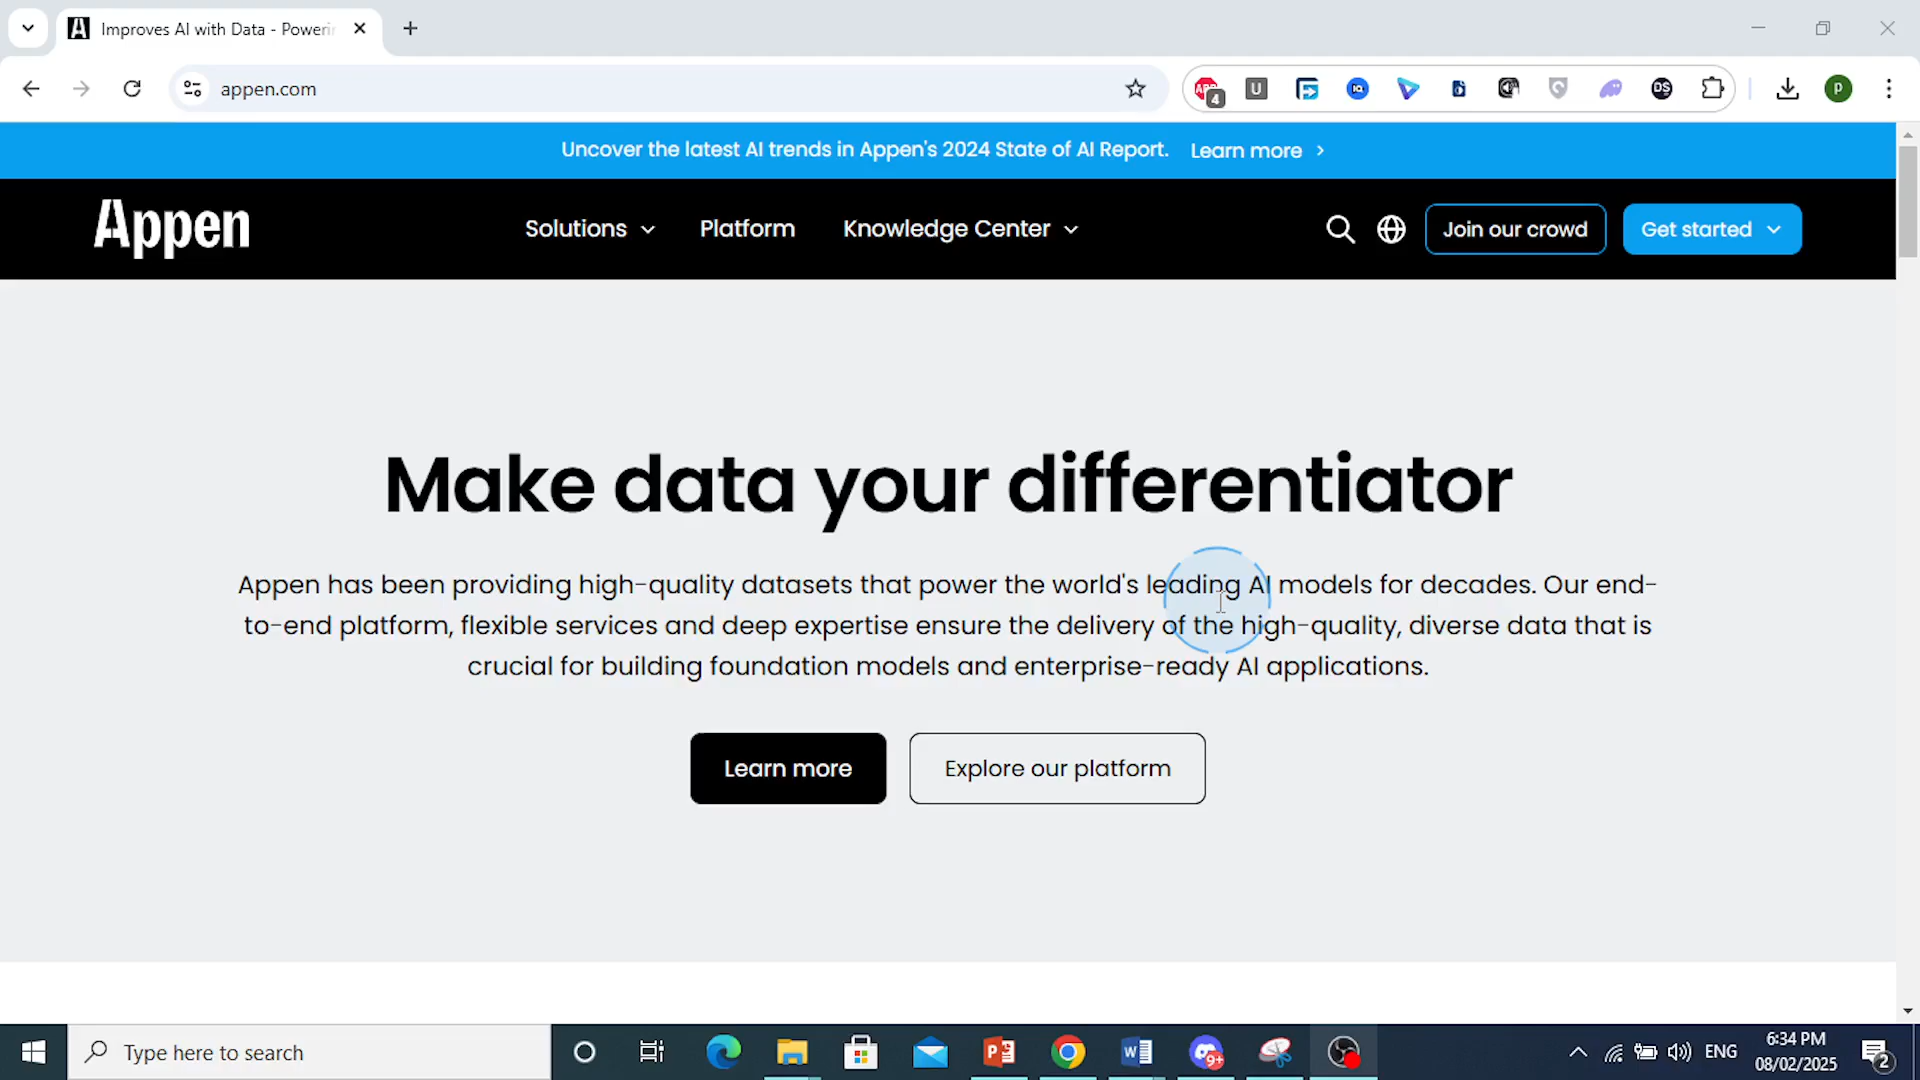 Improves AI with Data - Powerin
appen.com
4
U
DS
P
Uncover the latest AI trends in Appen's 2024 State of AI Report. Learn more
Appen
Solutions
Platform
Knowledge Center
Join our crowd
Get started
Make data your differentiator
Appen has been providing high-quality datasets that power the world's leading AI models for decades. Our end-
to-end platform, flexible services and deep expertise ensure the delivery of the high-quality, diverse data that is
crucial for building foundation models and enterprise-ready AI applications.
Learn more
Explore our platform
Type here to search
9+
ENG
6:34 PM
08/02/2025
2